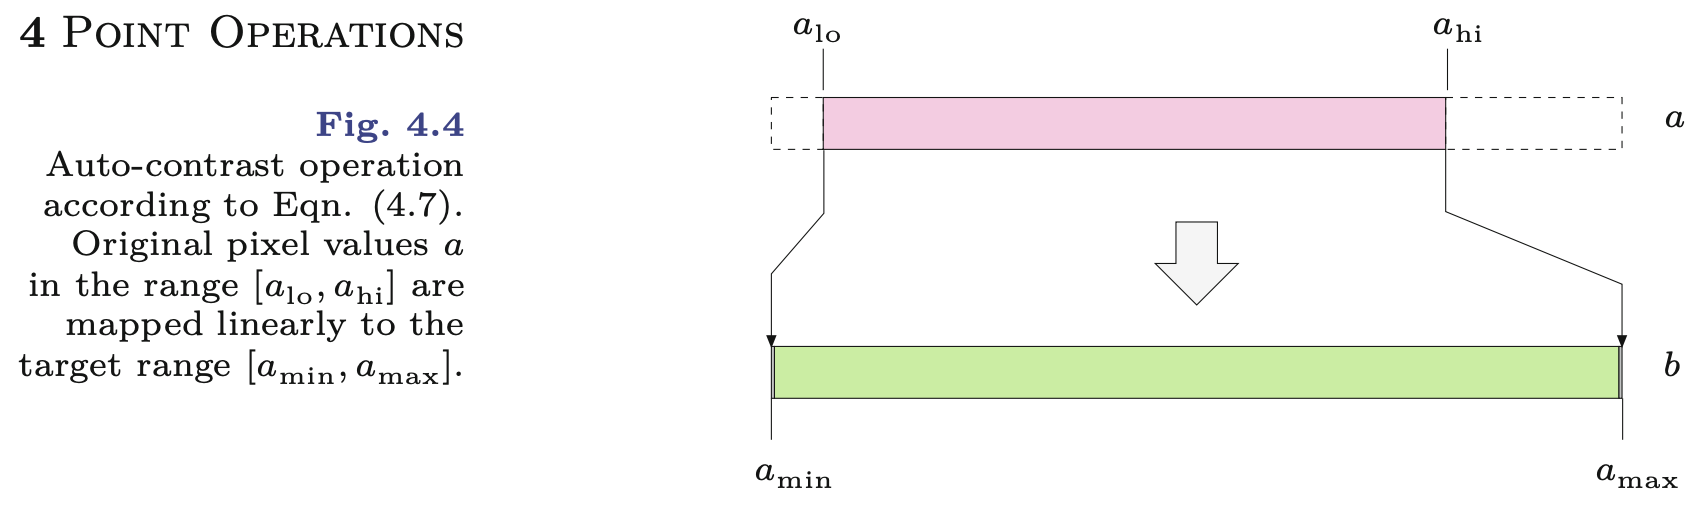 4 POINT OPERATIONS
Fig. 4.4
Auto-contrast operation
according to Eqn. (4.7).
Original pixel values a
in the range [a_lo, a_hi] are
mapped linearly to the
target range [a_min, a_max].
a_lo
a_hi
a
b
a_min
a_max